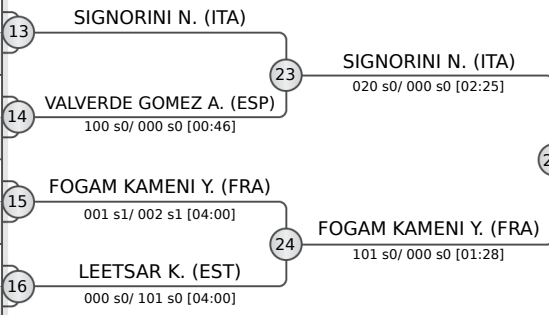 SIGNORINI N. (ITA)
13
23
SIGNORINI N. (ITA)
020 s0/ 000 s0 [02:25]
14
VALVERDE GOMEZ A. (ESP)
100 s0/ 000 s0 [00:46]
15
FOGAM KAMENI Y. (FRA)
001 s1/ 002 s1 [04:00]
24
FOGAM KAMENI Y. (FRA)
101 s0/ 000 s0 [01:28]
16
LEETSAR K. (EST)
000 s0/ 101 s0 [04:00]